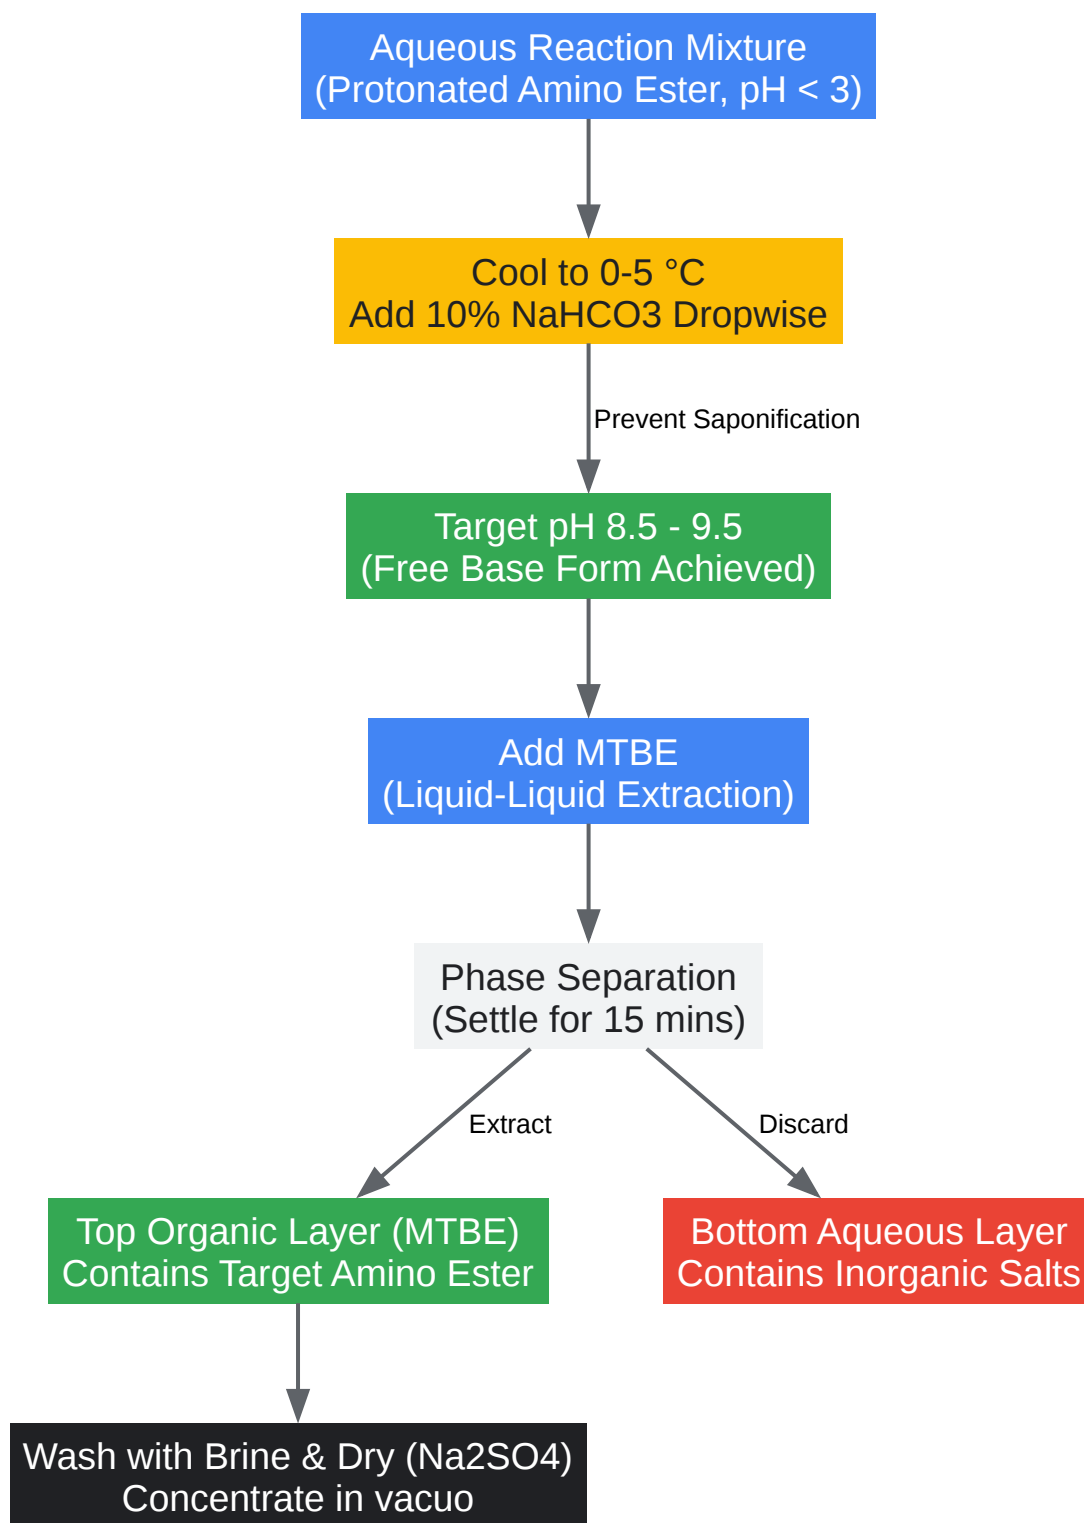 Aqueous Reaction Mixture
(Protonated Amino Ester, pH < 3)
Cool to 0-5 °C
Add 10% NaHCO3 Dropwise
Prevent Saponification
Target pH 8.5 - 9.5
(Free Base Form Achieved)
Add MTBE
(Liquid-Liquid Extraction)
Phase Separation
(Settle for 15 mins)
Extract
Discard
Top Organic Layer (MTBE)
Contains Target Amino Ester
Bottom Aqueous Layer
Contains Inorganic Salts
Wash with Brine & Dry (Na2SO4)
Concentrate in vacuo